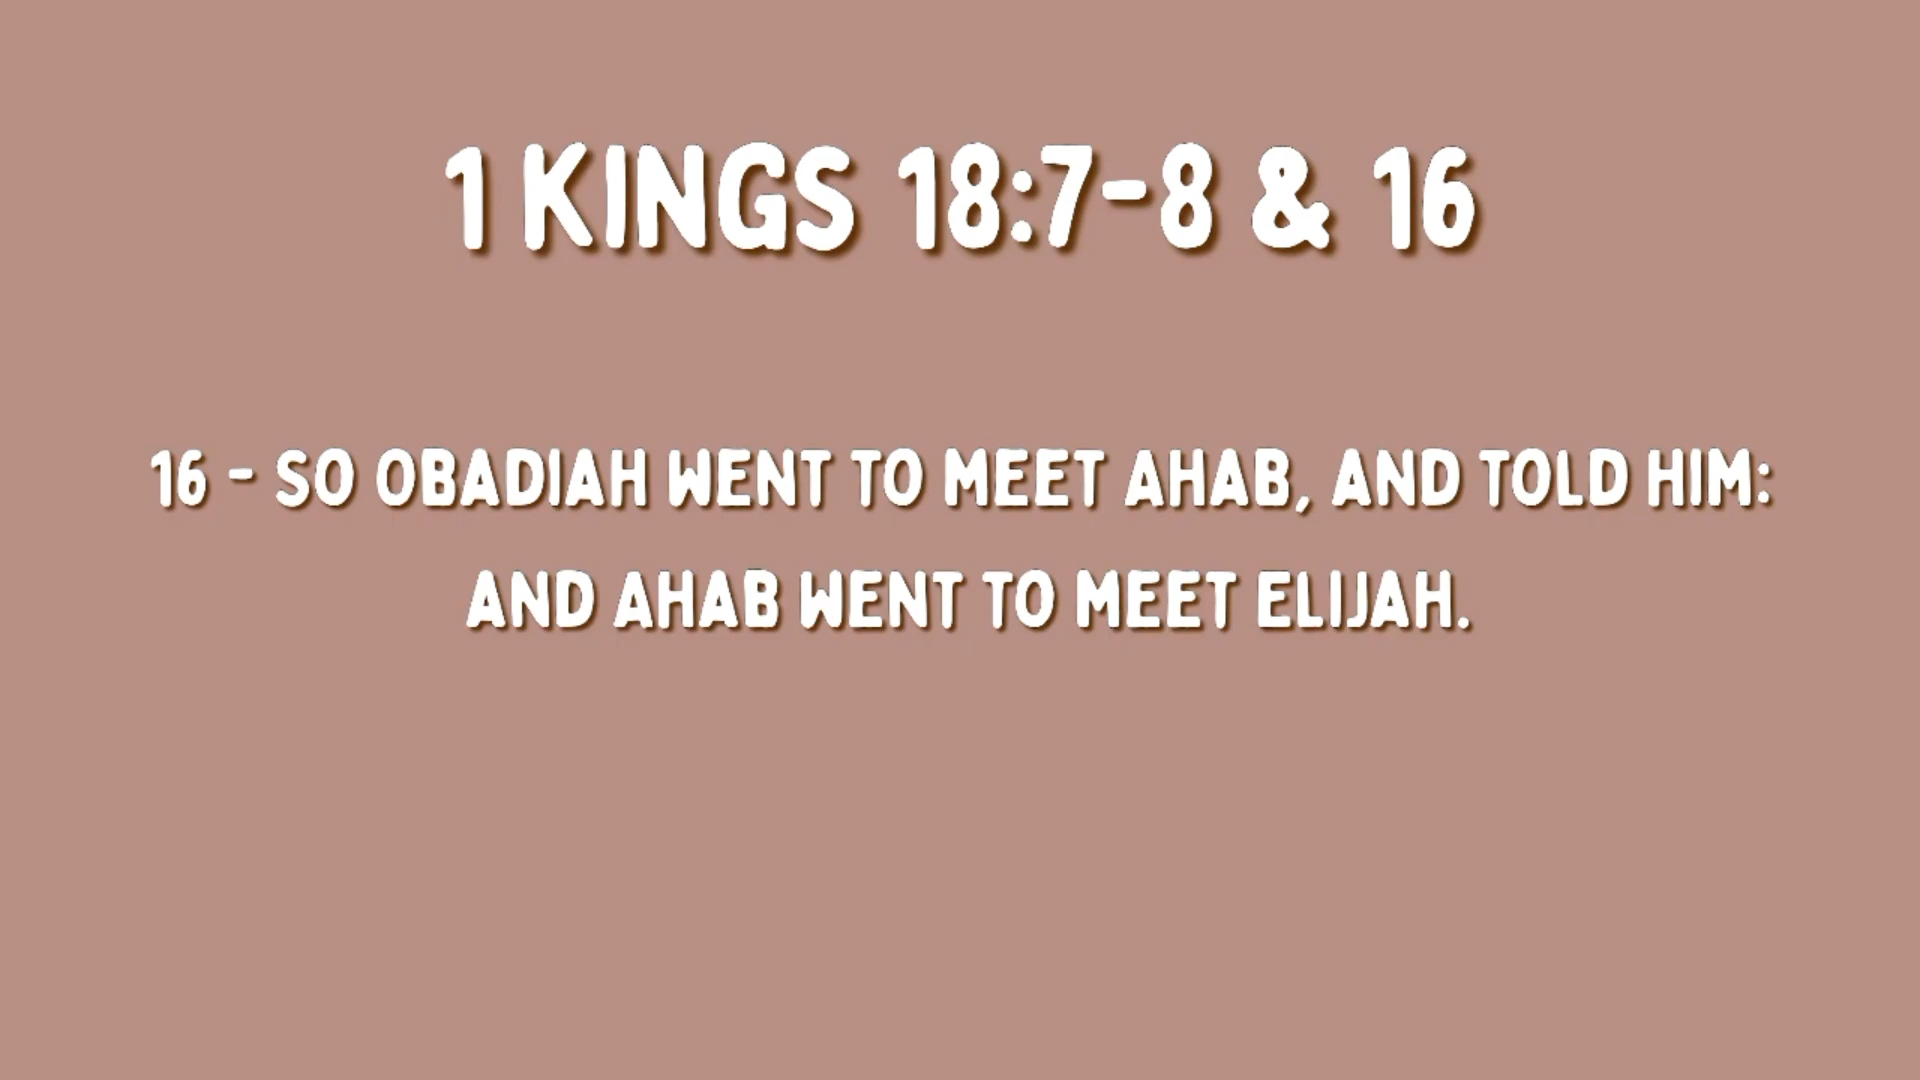 1 KINGS 18:7-8 & 16
16 - SO OBADIAH WENT TO MEET AHAB, AND TOLD HIM:
AND AHAB WENT TO MEET ELIJAH.